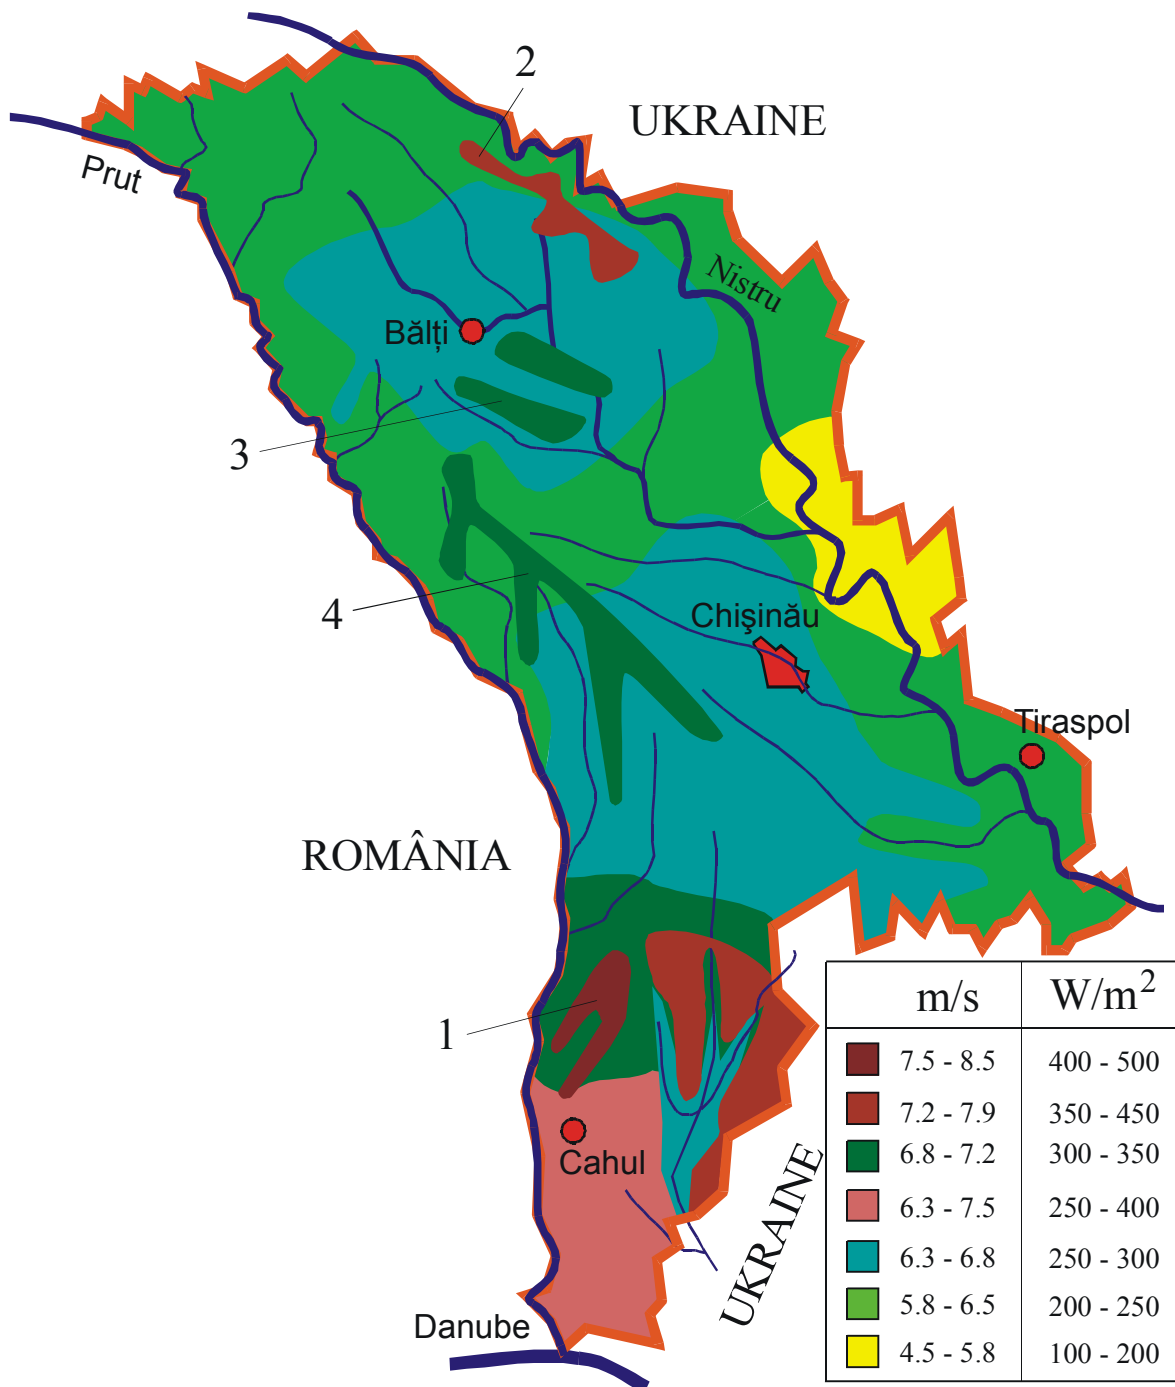 2
UKRAINE
Prut
Nistru
Bălți
3
4
Chişinău
Tiraspol
ROMÂNIA
1
Cahul
UKRAINE
Danube
m/s W/m²
7.5 - 8.5 400 - 500
7.2 - 7.9 350 - 450
6.8 - 7.2 300 - 350
6.3 - 7.5 250 - 400
6.3 - 6.8 250 - 300
5.8 - 6.5 200 - 250
4.5 - 5.8 100 - 200